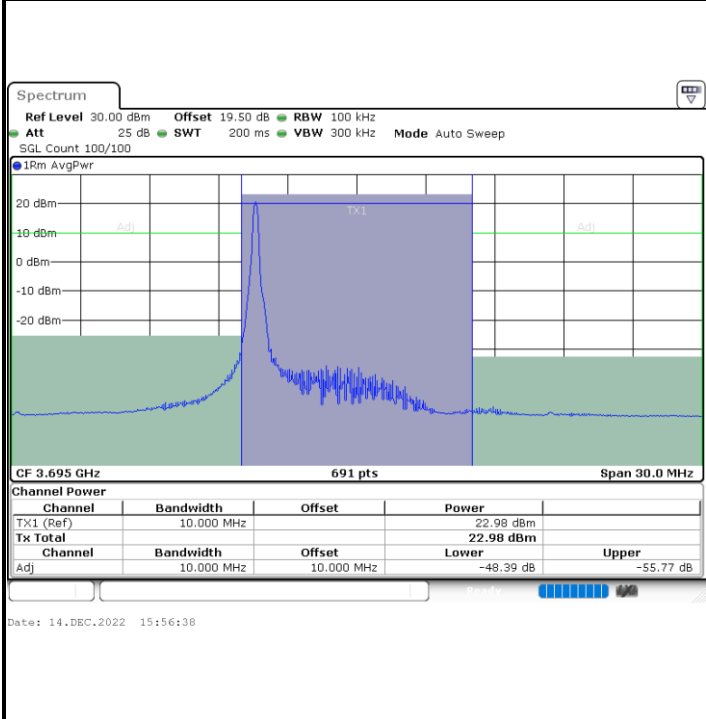 Spectrum
Ref Level 30.00 dBm Offset 19.50 dB RBW 100 kHz
Att 25 dB SWT 200 ms VBW 300 kHz Mode Auto Sweep
SGL Count 100/100
1Rm AvgPwr
20 dBm
TX1
Adj Adj
10 dBm
0 dBm
-10 dBm
-20 dBm
CF 3.695 GHz 691 pts Span 30.0 MHz
Channel Power
Channel Bandwidth Offset Power
TX1 (Ref) 10.000 MHz 22.98 dBm
Tx Total 22.98 dBm
Channel Bandwidth Offset Lower Upper
Adj 10.000 MHz 10.000 MHz -48.39 dB -55.77 dB
Ready
Date: 14.DEC.2022 15:56:38